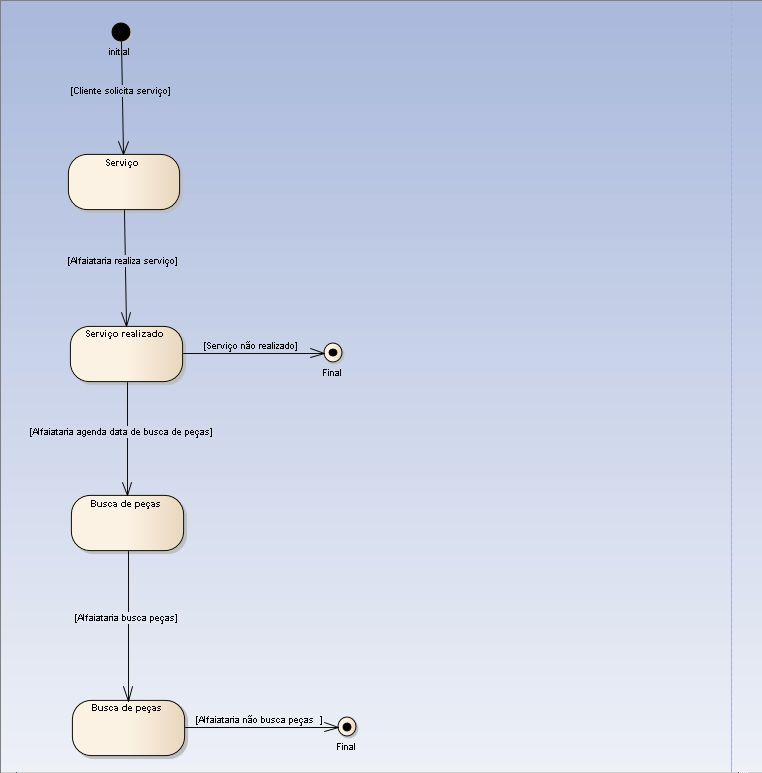 initial
[Cliente solicita serviço]
Serviço
[Alfaiataria realiza serviço]
Serviço realizado
[Serviço não realizado]
Final
[Alfaiataria agenda data de busca de peças]
Busca de peças
[Alfaiataria busca peças]
Busca de peças
[Alfaiataria não busca peças  ]
Final